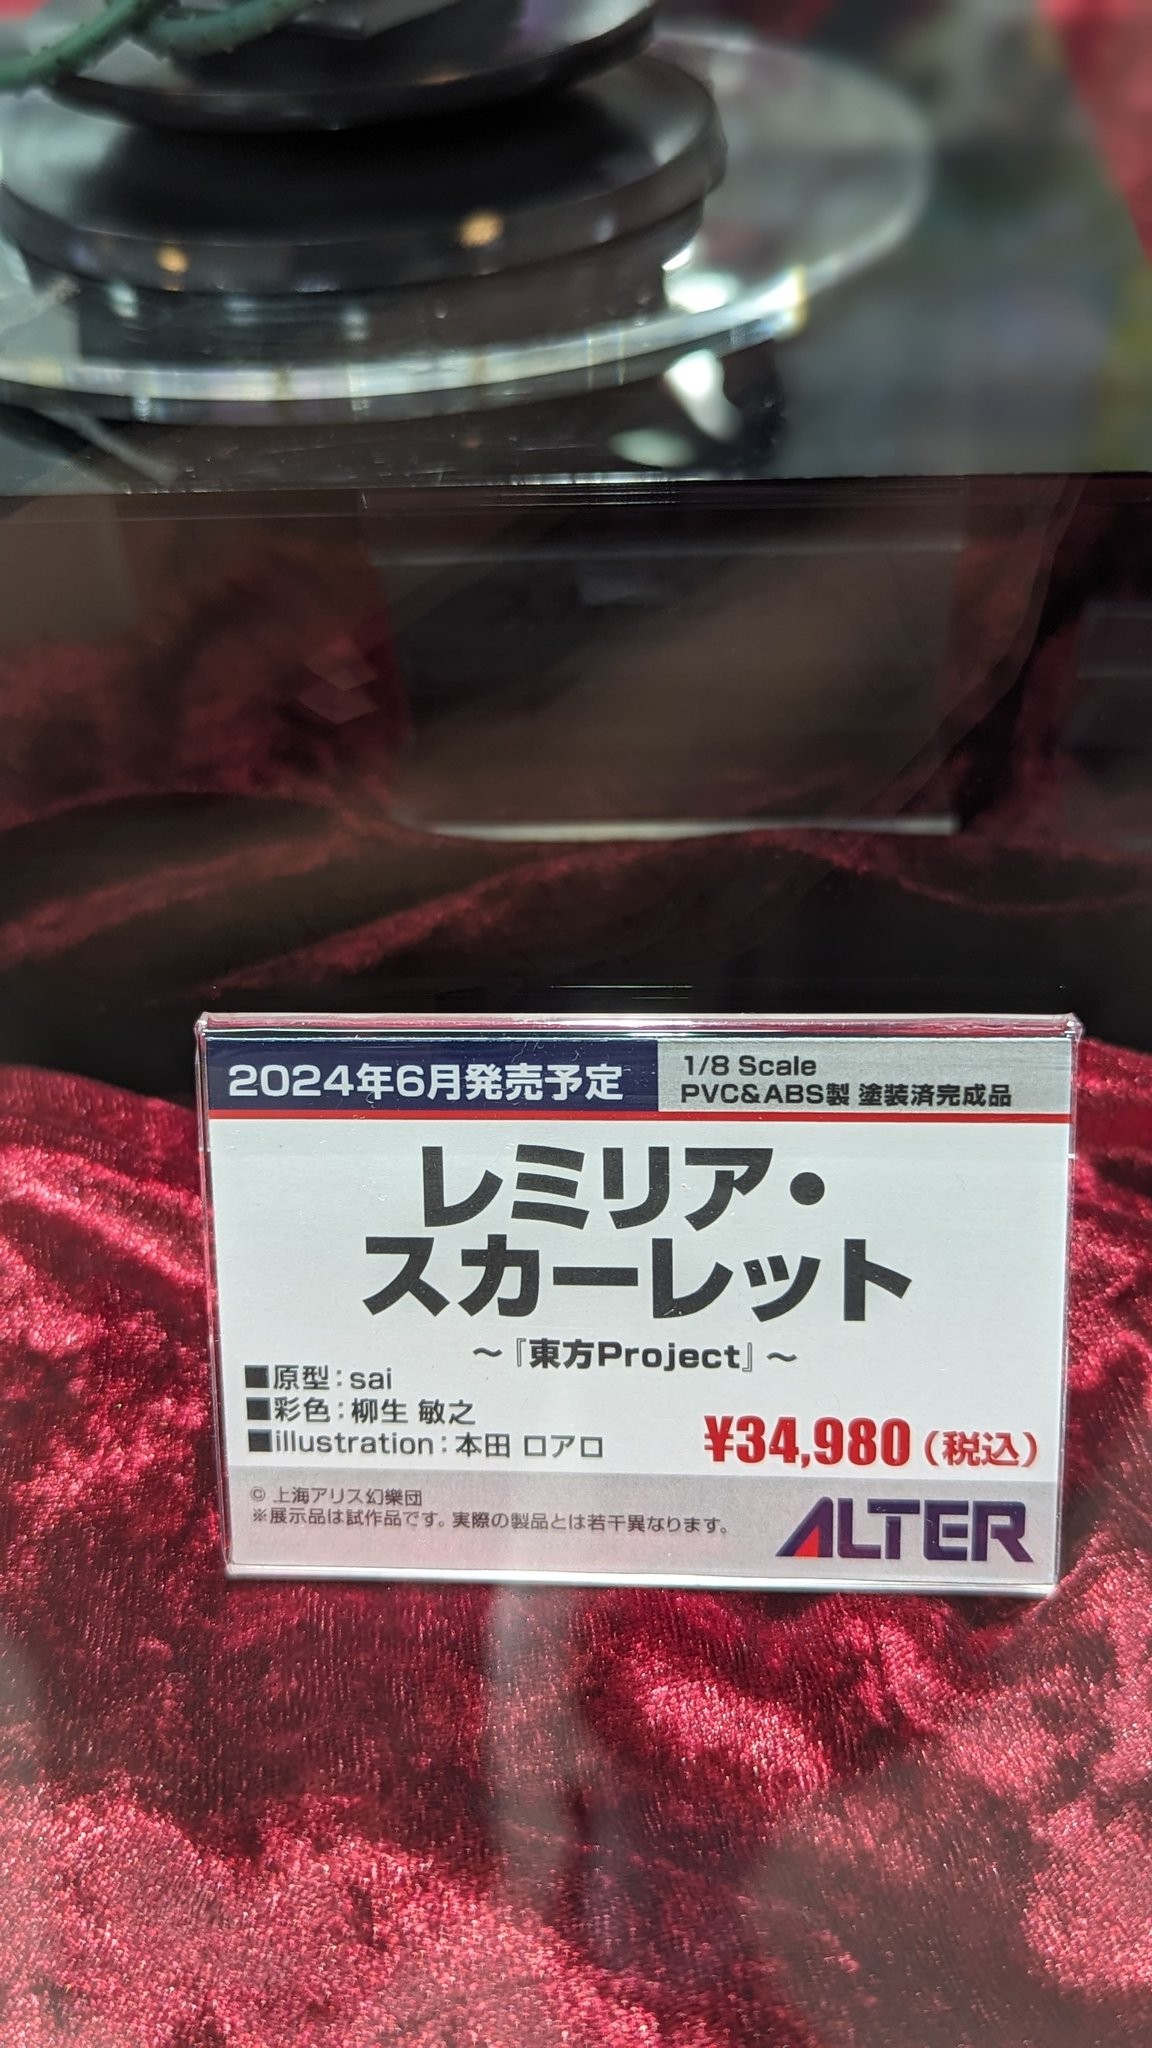 2024年6月発売予定
1/8 Scale
PVC&ABS製 塗装済完成品
レミリア・
スカーレット
～『東方Project』～
■原型：sai
■彩色：柳生 敏之
■illustration：本田 ロアロ
¥34,980（税込）
© 上海アリス幻樂団
※展示品は試作品です。実際の製品とは若干異なります。
ALTER